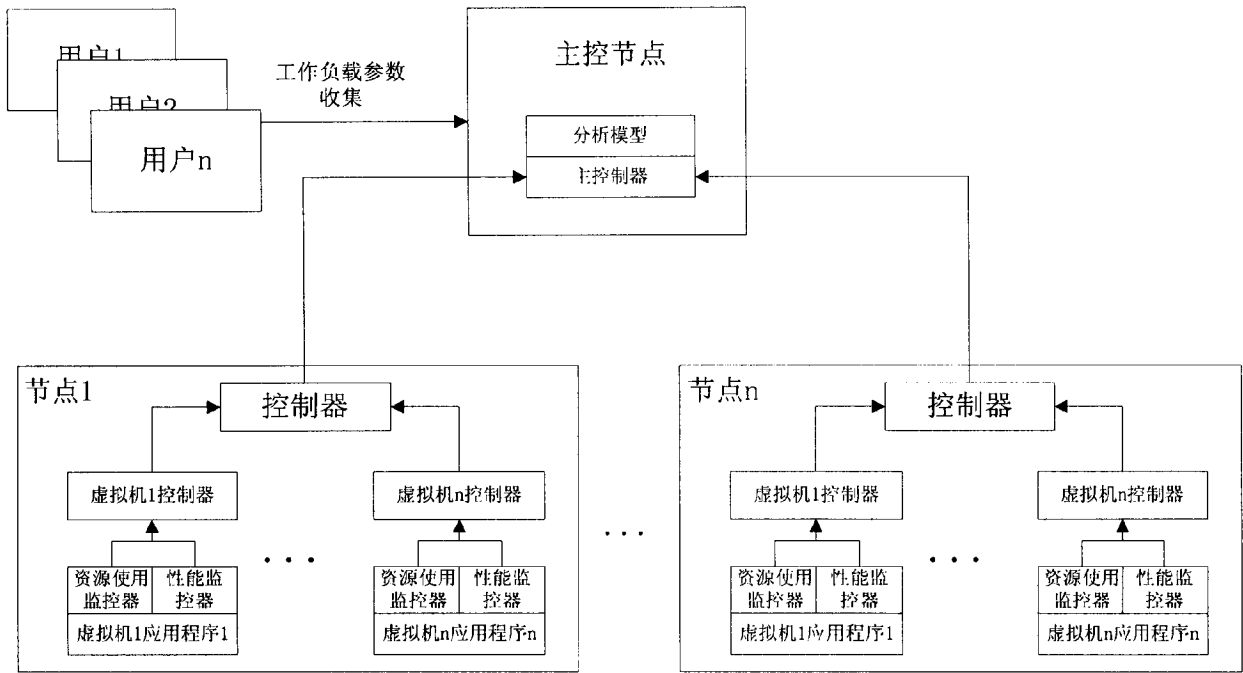 用户1
用户2
用户n
工作负载参数
收集
主控节点
分析模型
主控制器
节点1
控制器
虚拟机1控制器
虚拟机n控制器
资源使用
监控器
性能监
控器
虚拟机1应用程序1
资源使用
监控器
性能监
控器
虚拟机n应用程序n
节点n
控制器
虚拟机1控制器
虚拟机n控制器
资源使用
监控器
性能监
控器
虚拟机1应用程序1
资源使用
监控器
性能监
控器
虚拟机n应用程序n